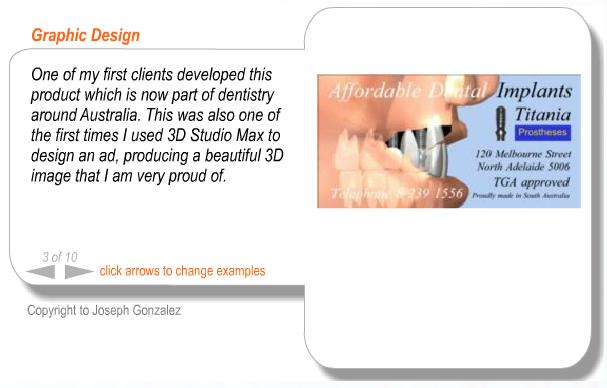 Graphic Design
One of my first clients developed this
product which is now part of dentistry
around Australia. This was also one of
the first times I used 3D Studio Max to
design an ad, producing a beautiful 3D
image that I am very proud of.
3 of 10
click arrows to change examples
Copyright to Joseph Gonzalez
Affordable Dental Implants
Titania
Prostheses
120 Melbourne Street
North Adelaide 5006
TGA approved
Telephone 8 239 1556
Proudly made in South Australia